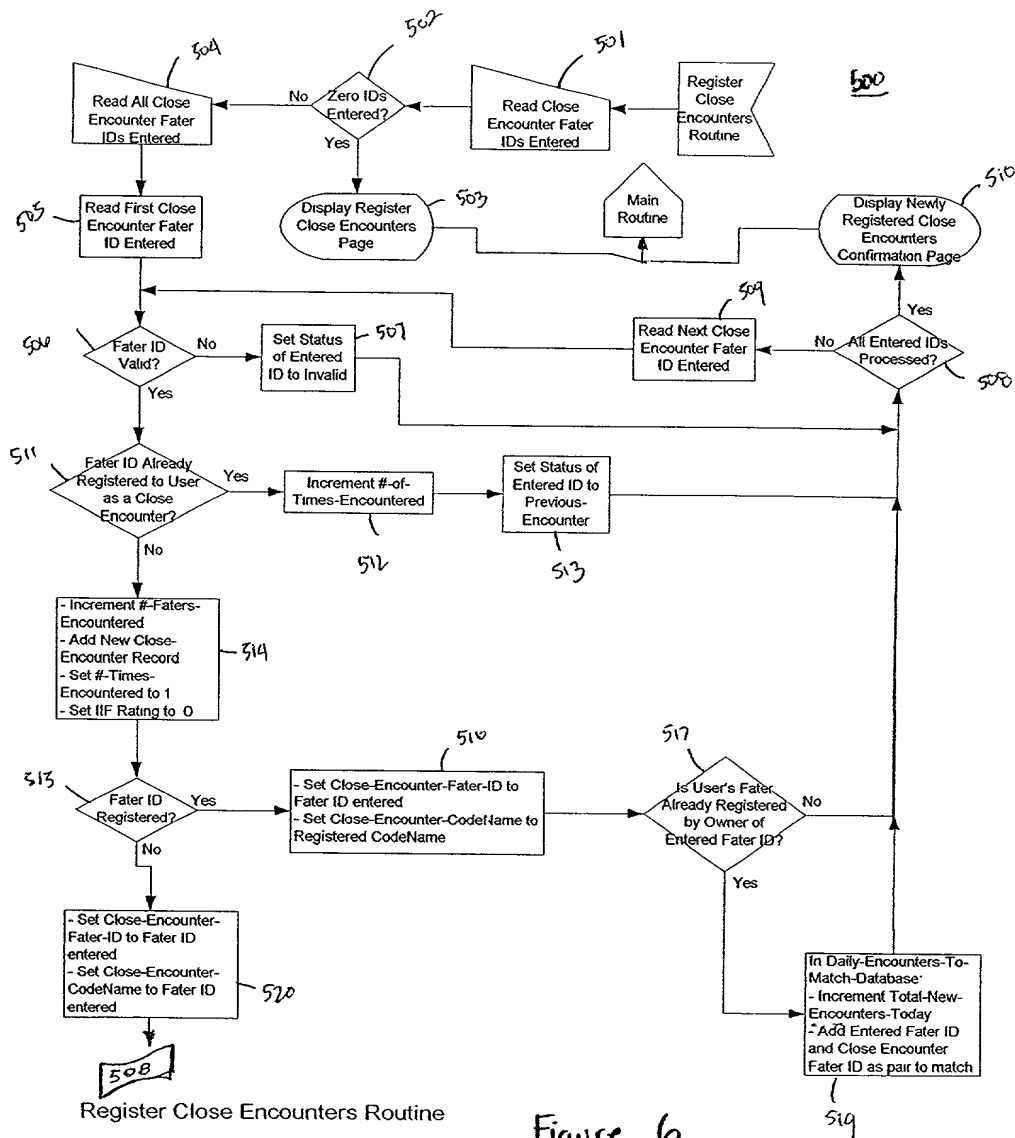 504
502
501
500
Read All Close
Encounter Fater
IDs Entered
No
Zero IDs
Entered?
Yes
Read Close
Encounter Fater
IDs Entered
Register
Close
Encounters
Routine
505
Read First Close
Encounter Fater
ID Entered
Display Register
Close Encounters
Page
503
Main
Routine
510
Display Newly
Registered Close
Encounters
Confirmation Page
506
Fater ID
Valid?
No
Yes
507
Set Status
of Entered
ID to Invalid
509
Read Next Close
Encounter Fater
ID Entered
No
Yes
All Entered IDs
Processed?
508
511
Fater ID Already
Registered to User
as a Close
Encounter?
Yes
No
Increment #-of-
Times-Encountered
512
Set Status of
Entered ID to
Previous-
Encounter
513
- Increment #-Faters-
Encountered
- Add New Close-
Encounter Record
- Set #-Times-
Encountered to 1
- Set IIF Rating to 0
514
515
Fater ID
Registered?
Yes
No
516
- Set Close-Encounter-Fater-ID to
Fater ID entered
- Set Close-Encounter-CodeName to
Registered CodeName
517
Is User's Fater
Already Registered
by Owner of
Entered Fater ID?
No
Yes
- Set Close-Encounter-
Fater-ID to Fater ID
entered
- Set Close-Encounter-
CodeName to Fater ID
entered
520
In Daily-Encounters-To-
Match-Database:
- Increment Total-New-
Encounters-Today
- Add Entered Fater ID
and Close Encounter
Fater ID as pair to match
519
508
Register Close Encounters Routine
Figure 6